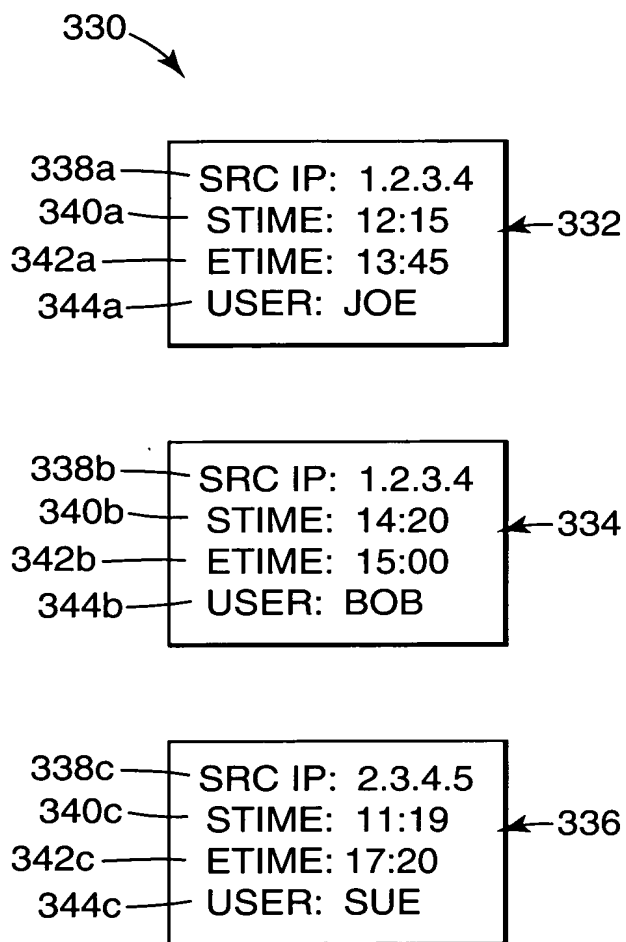 330
338a SRC IP: 1.2.3.4
340a STIME: 12:15 332
342a ETIME: 13:45
344a USER: JOE
338b SRC IP: 1.2.3.4
340b STIME: 14:20 334
342b ETIME: 15:00
344b USER: BOB
338c SRC IP: 2.3.4.5
340c STIME: 11:19 336
342c ETIME: 17:20
344c USER: SUE